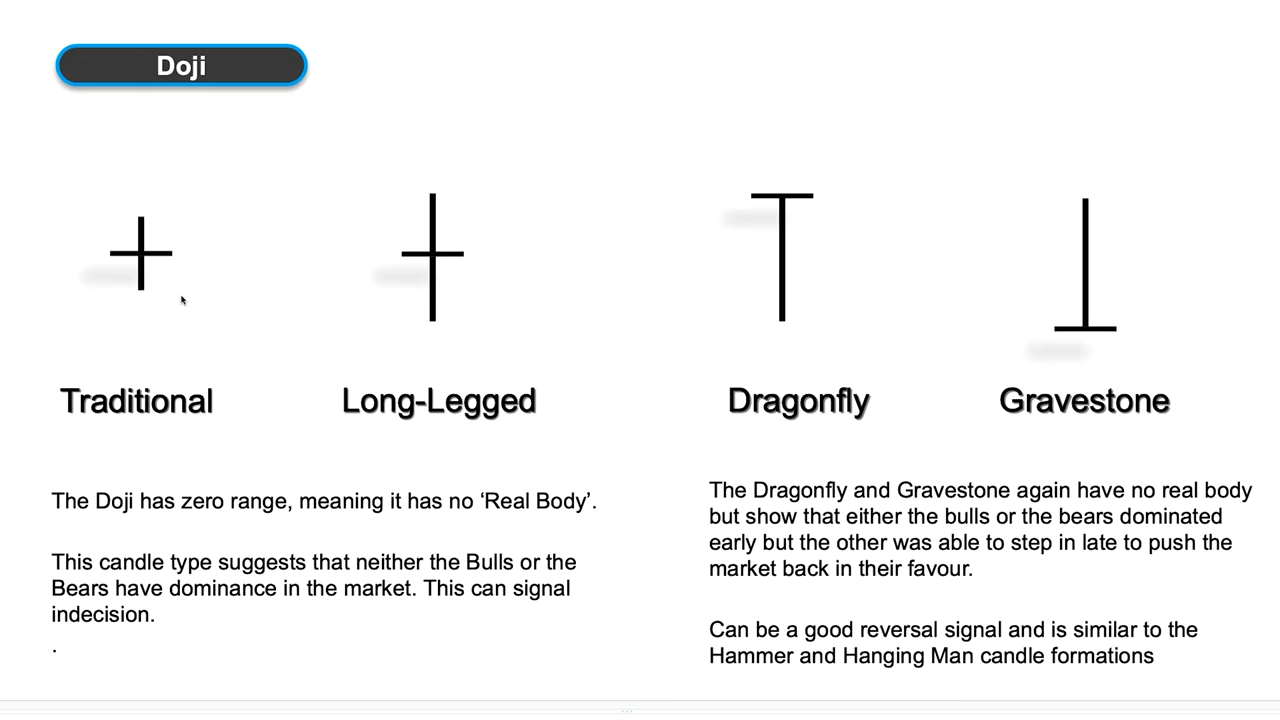 Doji
Traditional
Long-Legged
Dragonfly
Gravestone
The Doji has zero range, meaning it has no ‘Real Body’.
This candle type suggests that neither the Bulls or the
Bears have dominance in the market. This can signal
indecision.
.
The Dragonfly and Gravestone again have no real body
but show that either the bulls or the bears dominated
early but the other was able to step in late to push the
market back in their favour.
Can be a good reversal signal and is similar to the
Hammer and Hanging Man candle formations